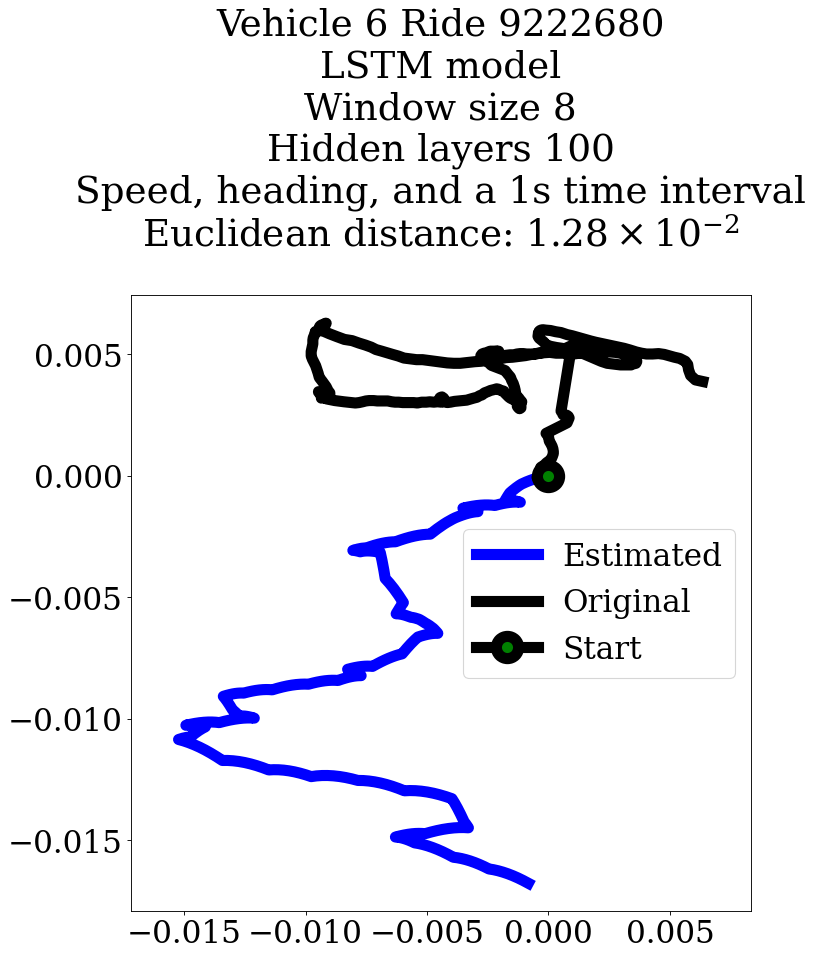 Vehicle 6 Ride 9222680
LSTM model
Window size 8
Hidden layers 100
Speed, heading, and a 1s time interval
Euclidean distance: 1.28 × 10⁻²
0.005
0.000
−0.005
−0.010
−0.015
Estimated
Original
Start
−0.015 −0.010 −0.005 0.000 0.005